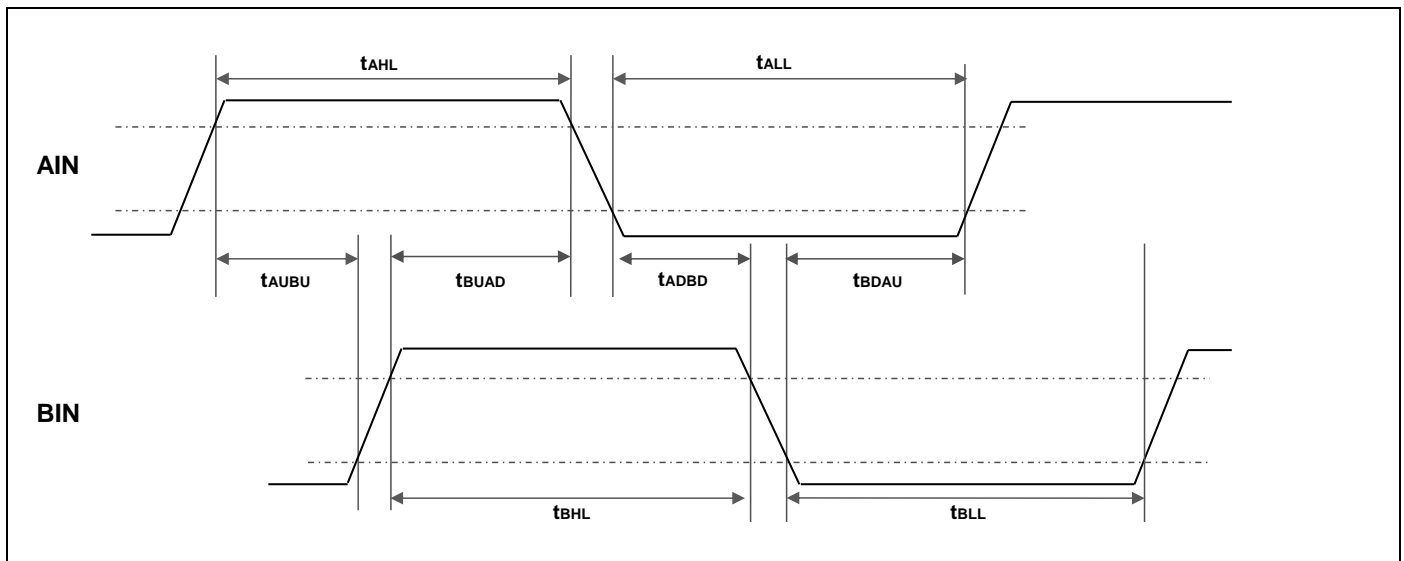 tAHL
tALL
AIN
tAUBU
tBUAD
tADBD
tBDAU
BIN
tBHL
tBLL